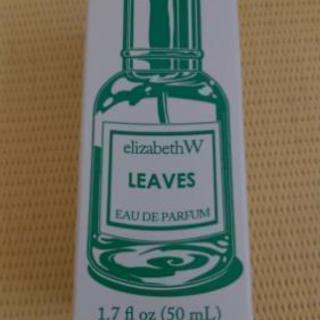 elizabethW
LEAVES
EAU DE PARFUM
1.7 fl oz (50 mL)